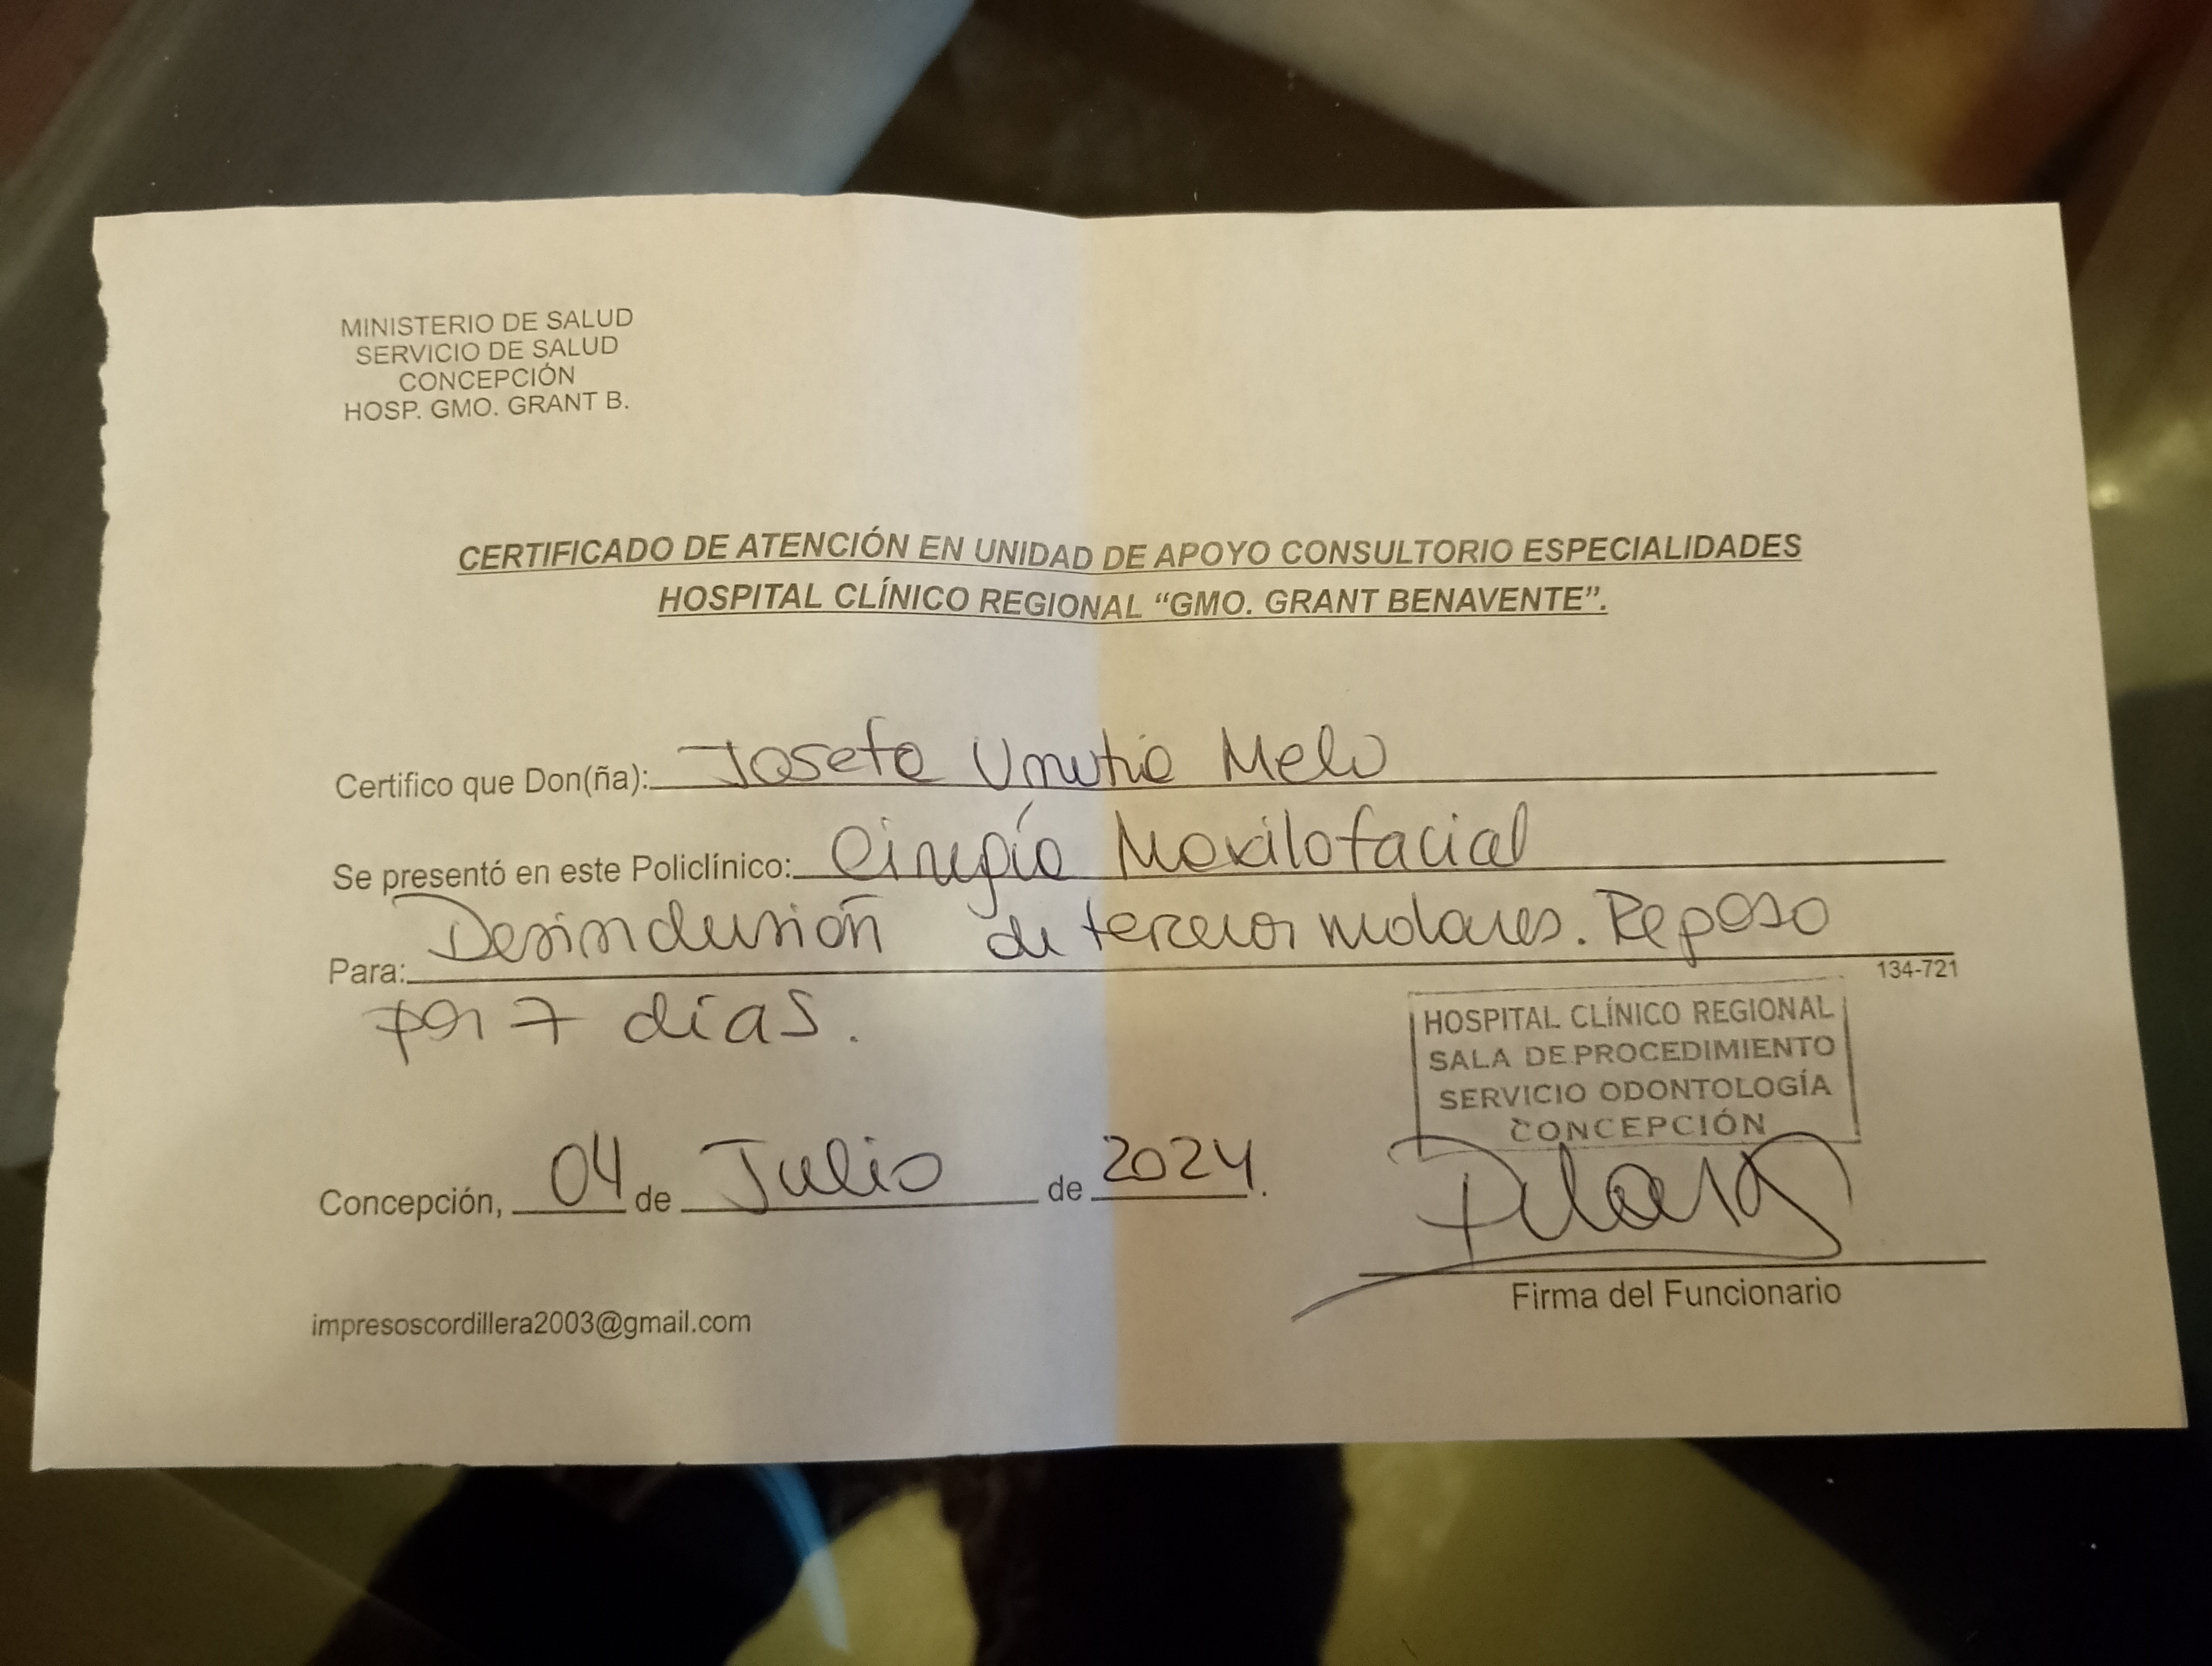 MINISTERIO DE SALUD
SERVICIO DE SALUD
CONCEPCIÓN
HOSP. GMO. GRANT B.
CERTIFICADO DE ATENCIÓN EN UNIDAD DE APOYO CONSULTORIO ESPECIALIDADES
HOSPITAL CLÍNICO REGIONAL “GMO. GRANT BENAVENTE”.
Certifico que Don(ña): Josefa Urrutia Melo
Se presentó en este Policlínico: Cirugía Maxilofacial
Para: Desinclusión de terceros molares. Reposo
134-721
por 7 días.
HOSPITAL CLÍNICO REGIONAL
SALA DE PROCEDIMIENTO
SERVICIO ODONTOLOGÍA
CONCEPCIÓN
Concepción, 04 de Julio de 2024.
Firma del Funcionario
impresoscordillera2003@gmail.com